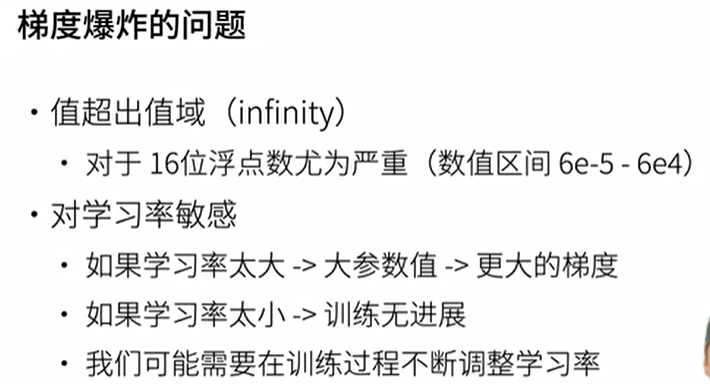 梯度爆炸的问题
• 值超出值域（infinity）
• 对于 16位浮点数尤为严重（数值区间 6e-5 - 6e4）
• 对学习率敏感
• 如果学习率太大 -> 大参数值 -> 更大的梯度
• 如果学习率太小 -> 训练无进展
• 我们可能需要在训练过程不断调整学习率